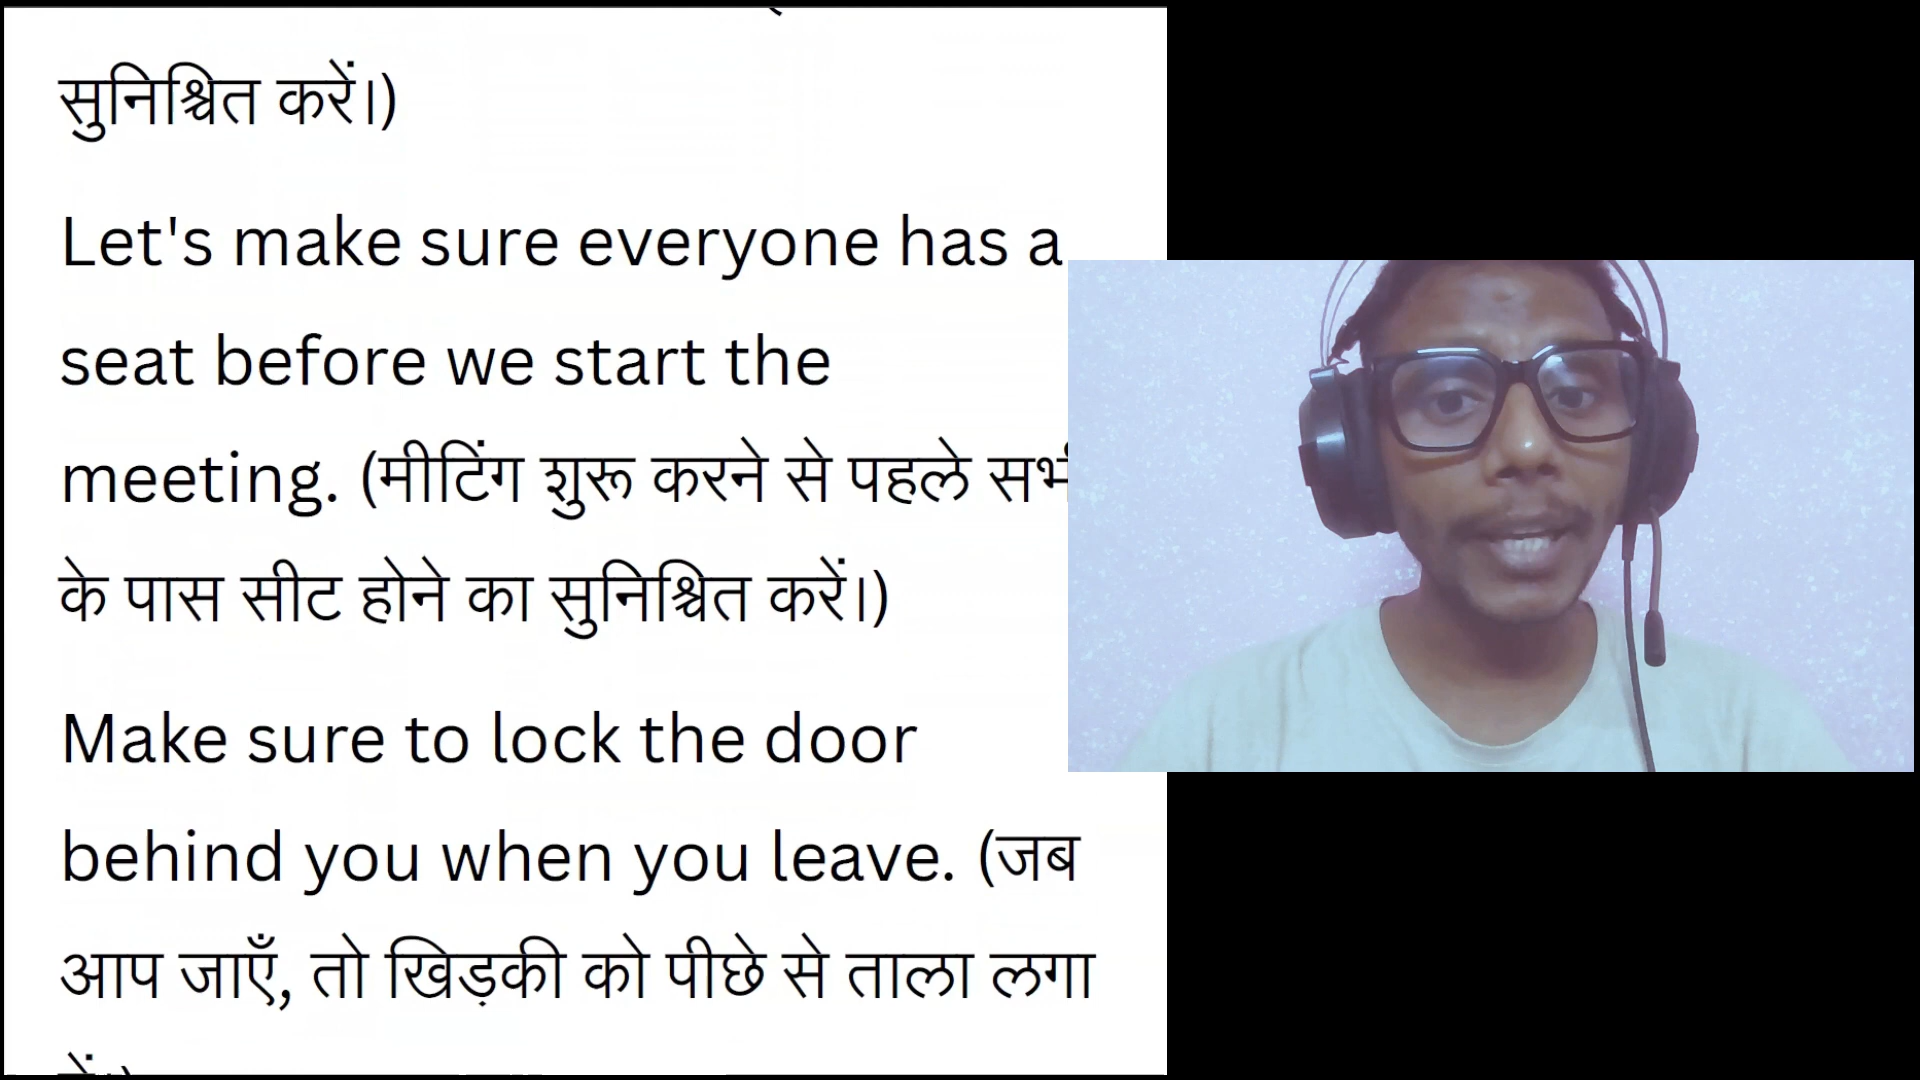 सुनिश्चित करें।)
Let's make sure everyone has a
seat before we start the
meeting. (मीटिंग शुरू करने से पहले
के पास सीट होने का सुनिश्चित करें।)
Make sure to lock the door
behind you when you leave. (जब
आप जाएँ, तो खिड़की को पीछे से ताला लगा